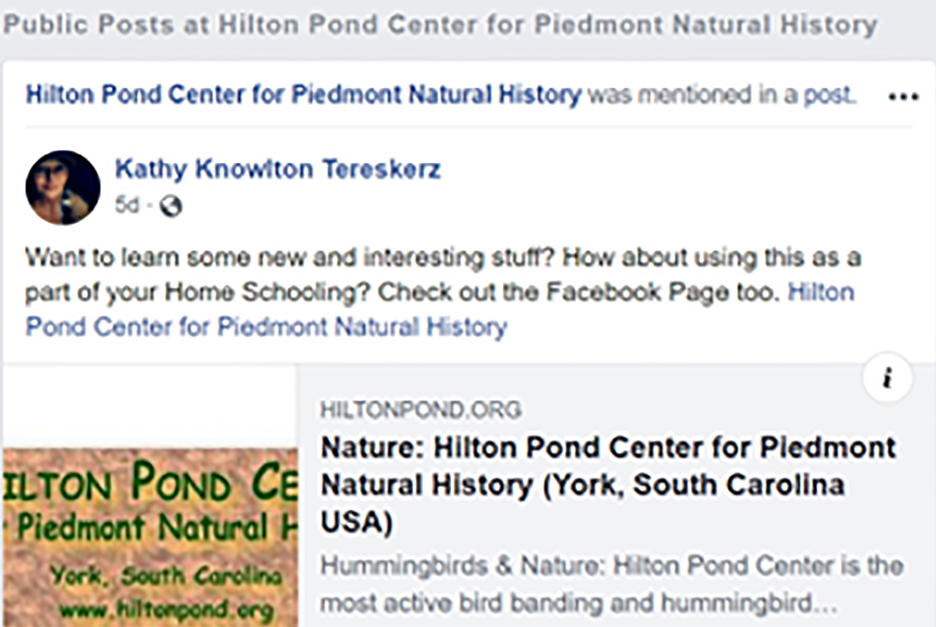 Public Posts at Hilton Pond Center for Piedmont Natural History
Hilton Pond Center for Piedmont Natural History was mentioned in a post.
Kathy Knowlton Tereskerz
5d ·
Want to learn some new and interesting stuff? How about using this as a
part of your Home Schooling? Check out the Facebook Page too. Hilton
Pond Center for Piedmont Natural History
i
HILTONPOND.ORG
Nature: Hilton Pond Center for Piedmont
Natural History (York, South Carolina
USA)
Hummingbirds & Nature: Hilton Pond Center is the
most active bird banding and hummingbird...
ILTON POND CE
Piedmont Natural H
York, South Carolina
www.hiltonpond.org